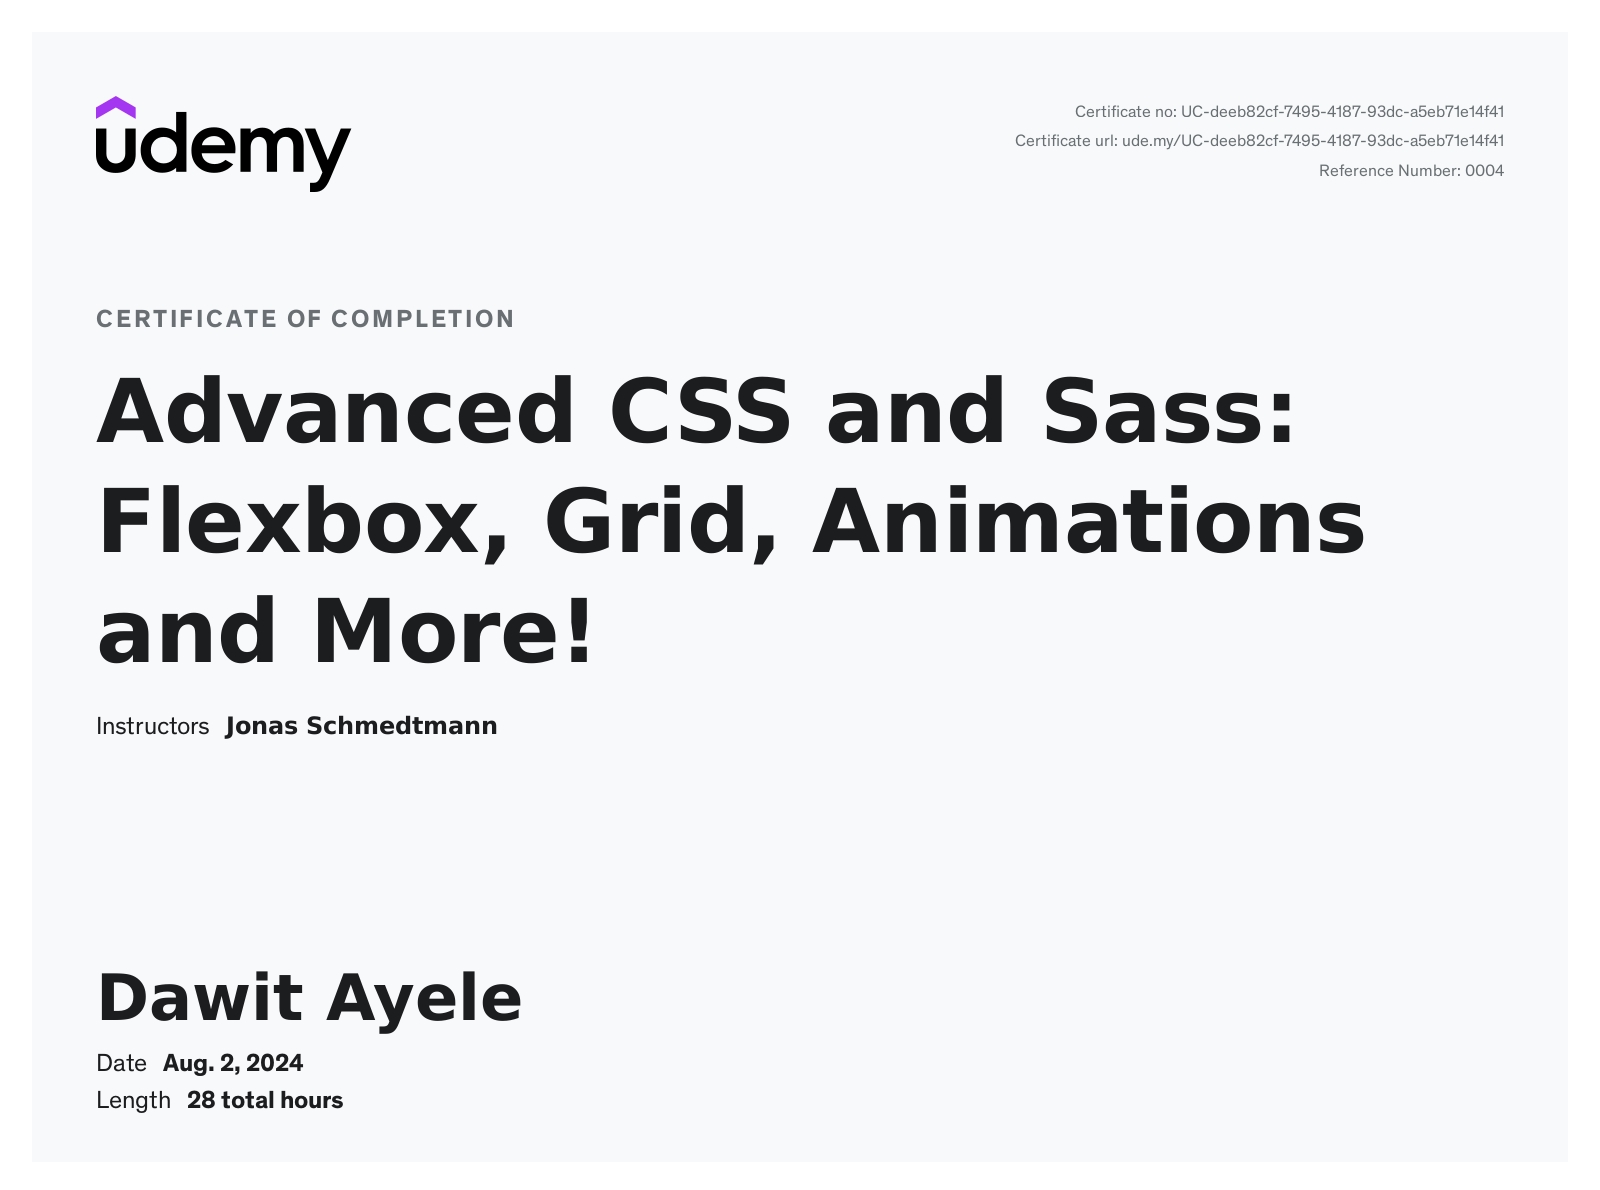 udemy
Certificate no: UC-deeb82cf-7495-4187-93dc-a5eb71e14f41
Certificate url: ude.my/UC-deeb82cf-7495-4187-93dc-a5eb71e14f41
Reference Number: 0004
CERTIFICATE OF COMPLETION
Advanced CSS and Sass:
Flexbox, Grid, Animations
and More!
Instructors Jonas Schmedtmann
Dawit Ayele
Date Aug. 2, 2024
Length 28 total hours